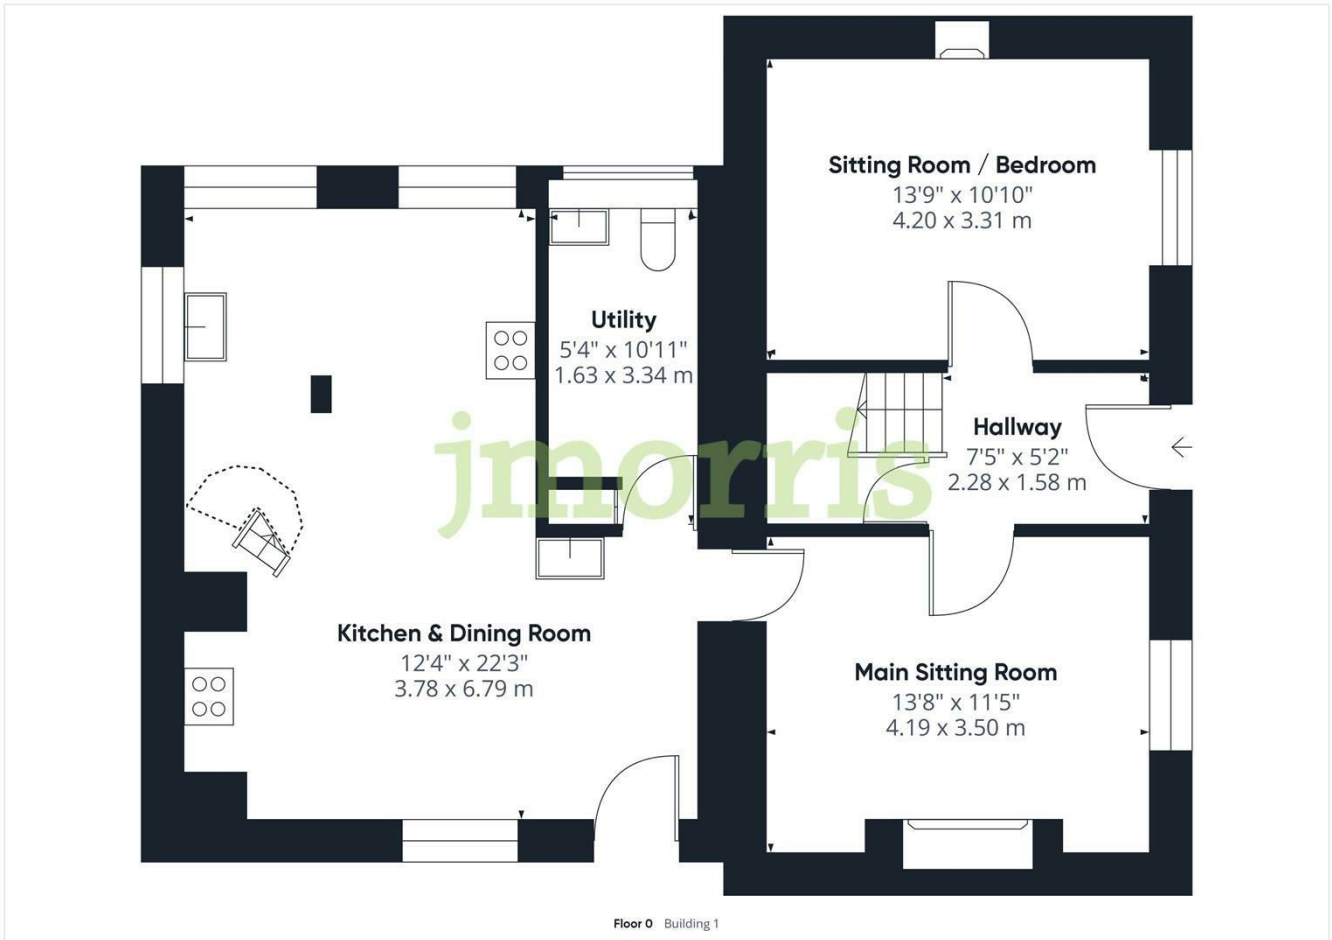 Sitting Room / Bedroom
13'9" x 10'10"
4.20 x 3.31 m
Utility
5'4" x 10'11"
1.63 x 3.34 m
Hallway
7'5" x 5'2"
2.28 x 1.58 m
jmorris
Kitchen & Dining Room
12'4" x 22'3"
3.78 x 6.79 m
Main Sitting Room
13'8" x 11'5"
4.19 x 3.50 m
Floor 0 Building 1